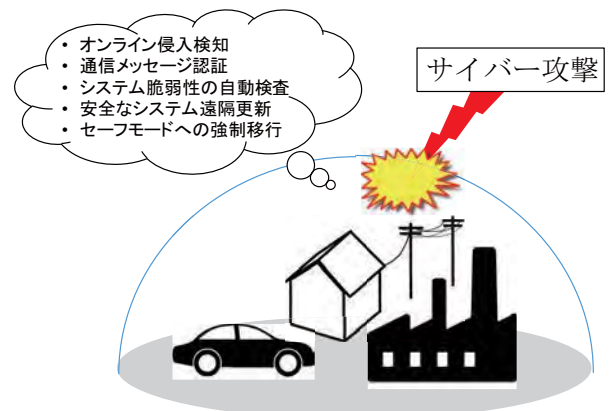 ・ オンライン侵入検知
・ 通信メッセージ認証
・ システム脆弱性の自動検査
・ 安全なシステム遠隔更新
・ セーフモードへの強制移行
サイバー攻撃